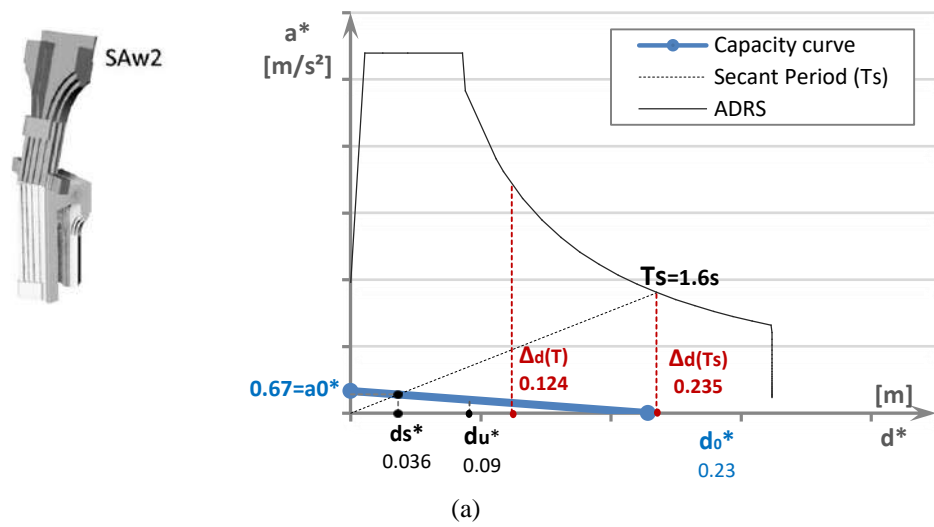 SAw2
a*
[m/s²]
Capacity curve
Secant Period (Ts)
ADRS
Ts=1.6s
Δd(T)
0.124
Δd(Ts)
0.235
0.67=a0*
[m]
ds*
0.036
du*
0.09
d0*
0.23
d*
(a)